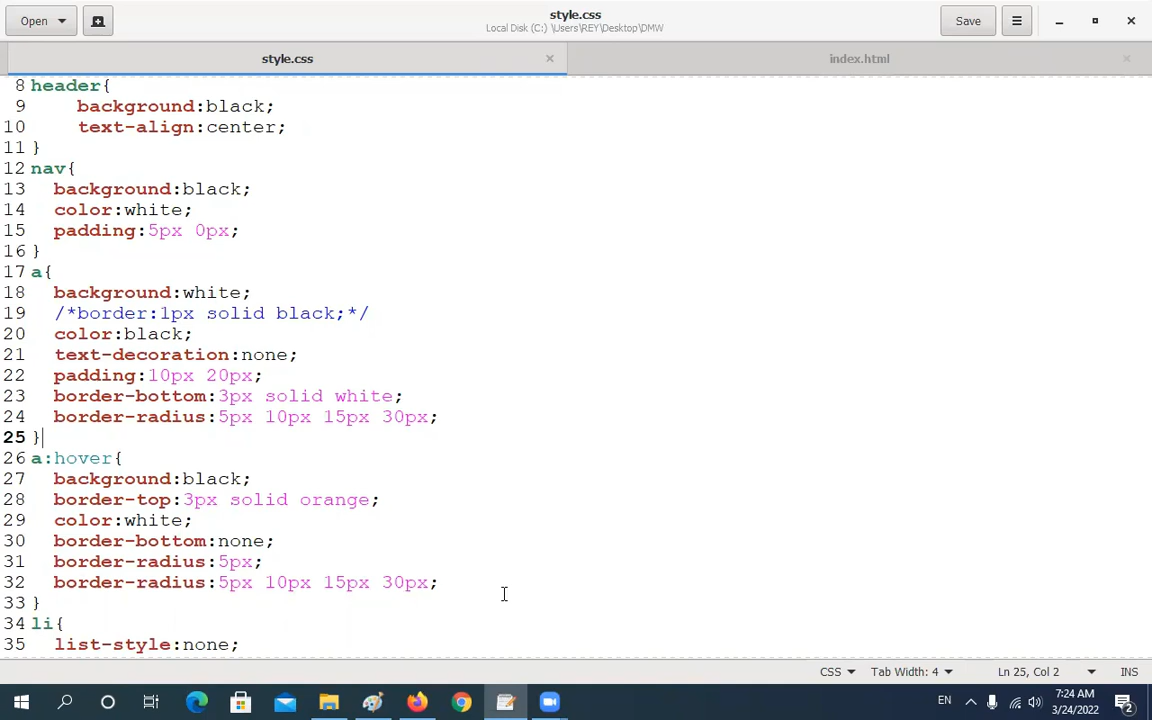 Open
style.css
Local Disk (C:) \Users\REY\Desktop\DMW
Save
style.css
index.html
8 header{
9     background:black;
10     text-align:center;
11 }
12 nav{
13   background:black;
14   color:white;
15   padding:5px 0px;
16 }
17 a{
18   background:white;
19   /*border:1px solid black;*/
20   color:black;
21   text-decoration:none;
22   padding:10px 20px;
23   border-bottom:3px solid white;
24   border-radius:5px 10px 15px 30px;
25 }
26 a:hover{
27   background:black;
28   border-top:3px solid orange;
29   color:white;
30   border-bottom:none;
31   border-radius:5px;
32   border-radius:5px 10px 15px 30px;
33 }
34 li{
35   list-style:none;
CSS
Tab Width: 4
Ln 25, Col 2
INS
EN
7:24 AM
3/24/2022
2